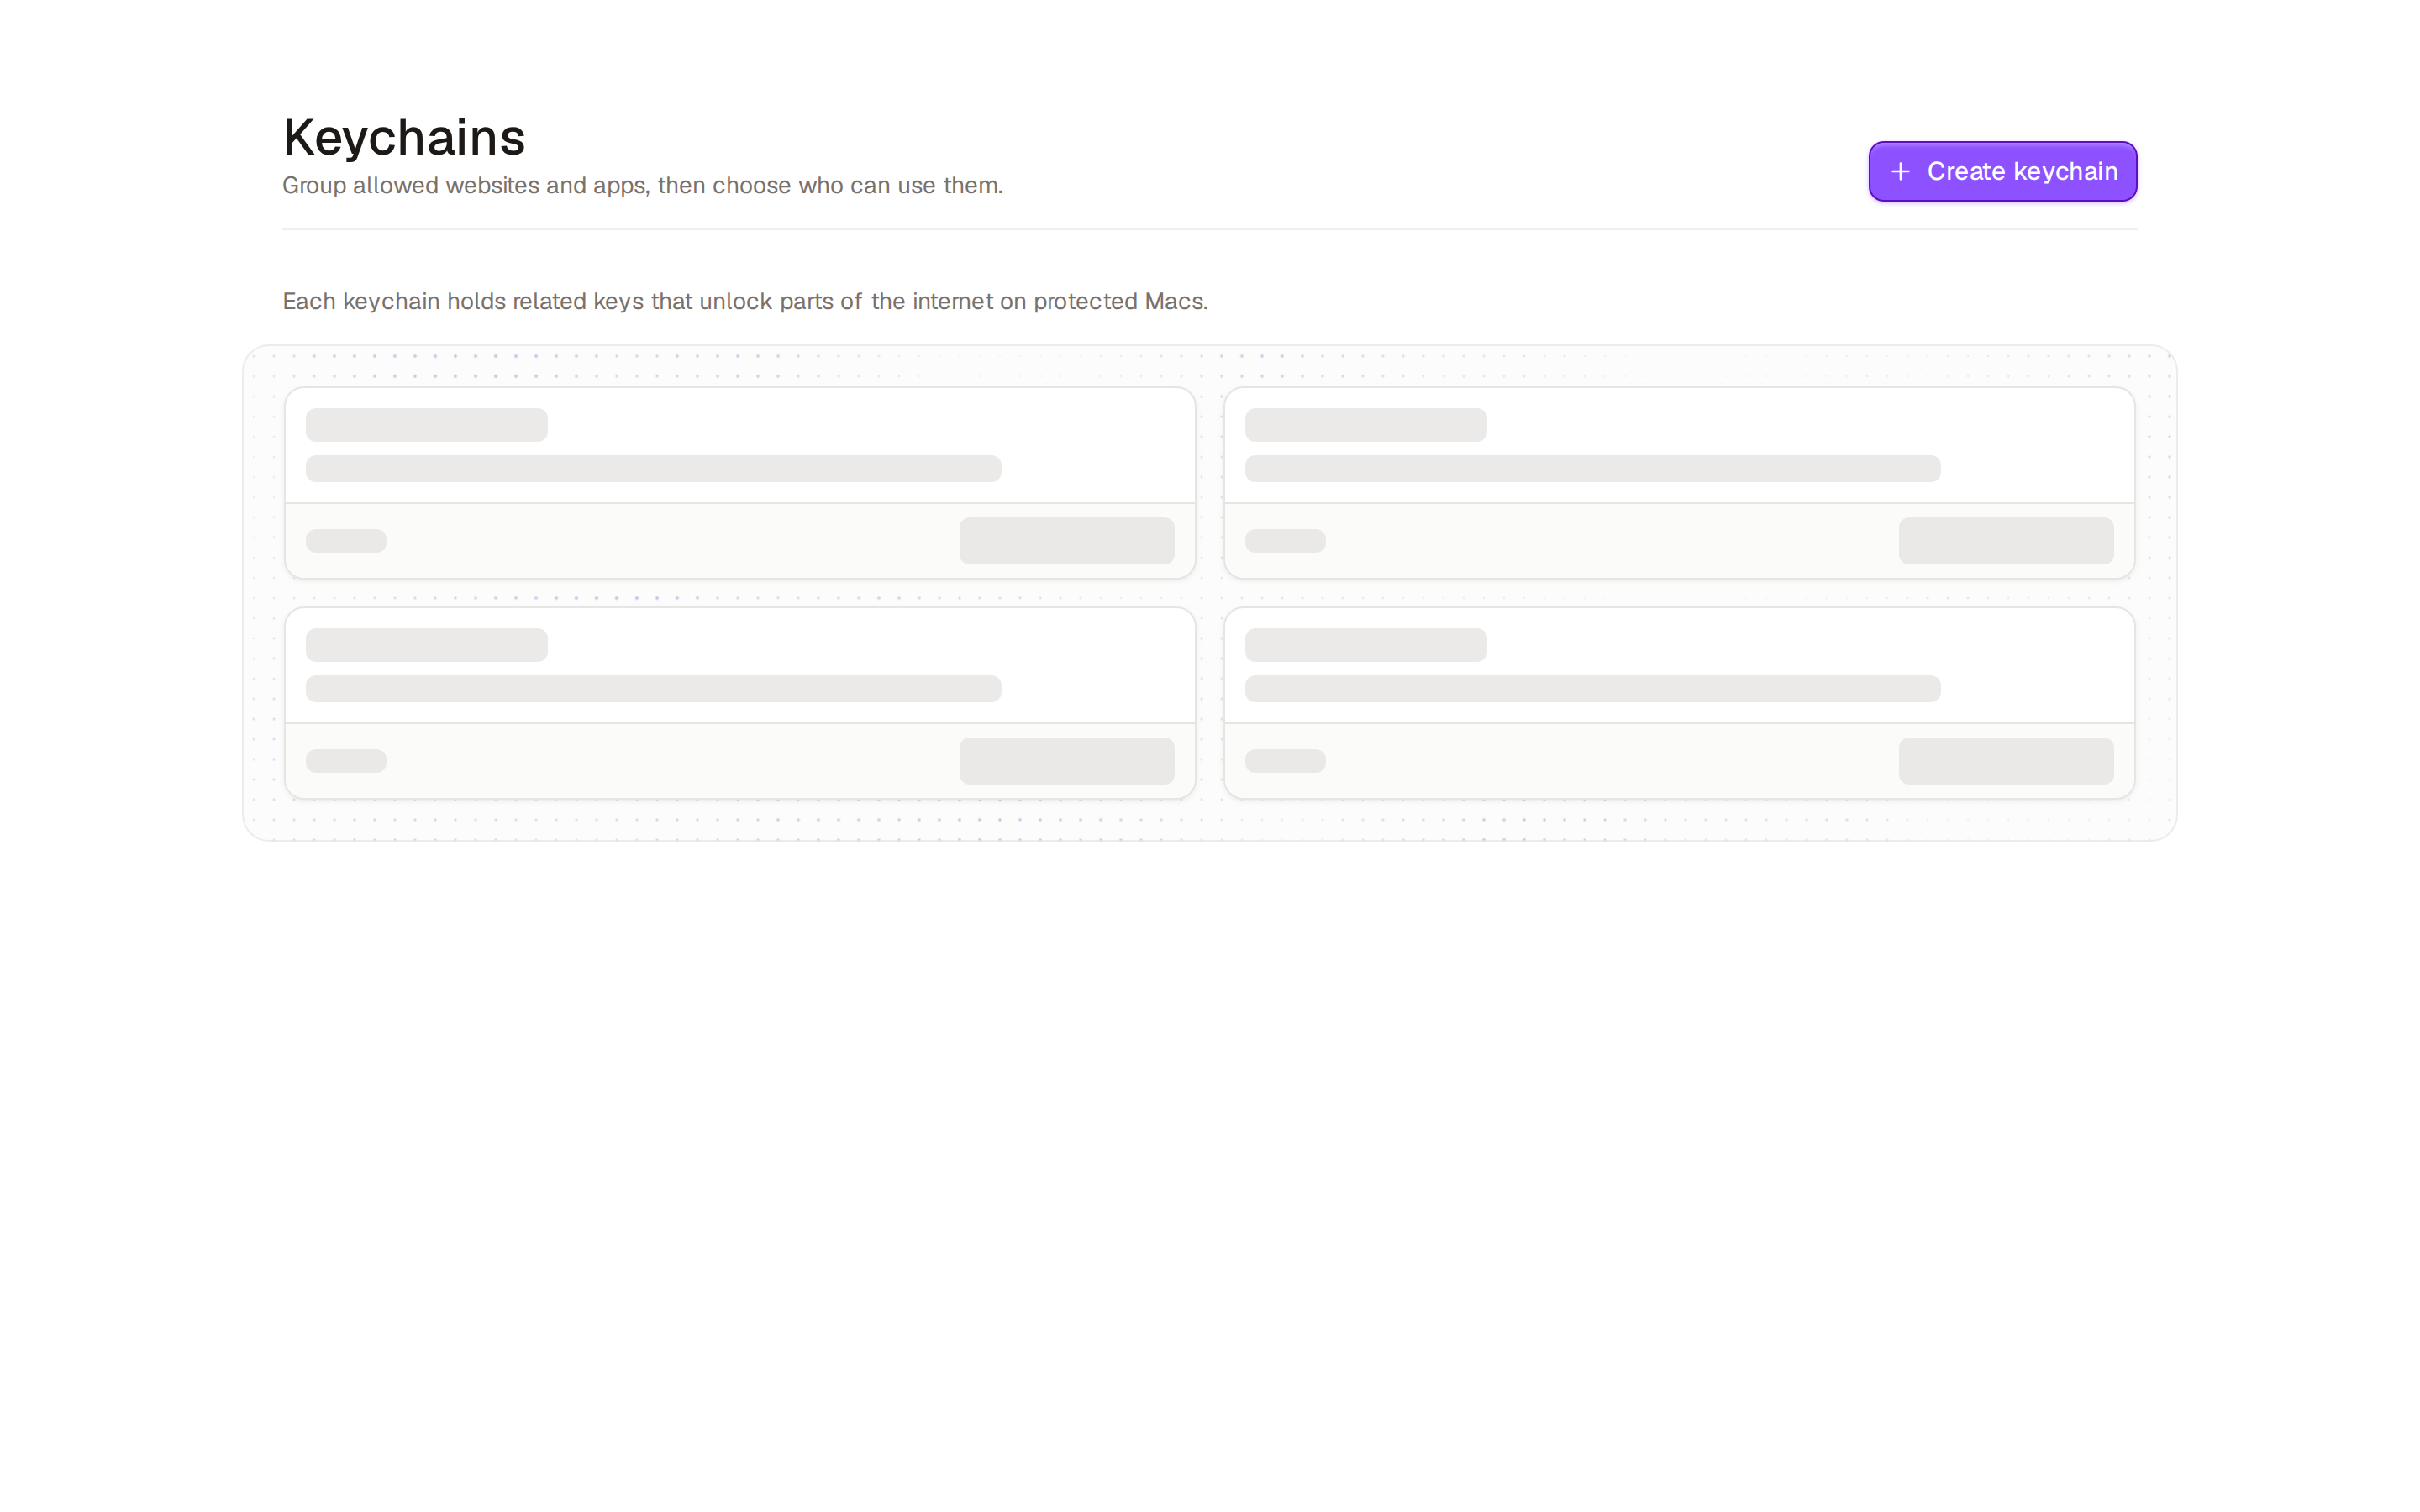 Keychains
Group allowed websites and apps, then choose who can use them.
Create keychain
Each keychain holds related keys that unlock parts of the internet on protected Macs.